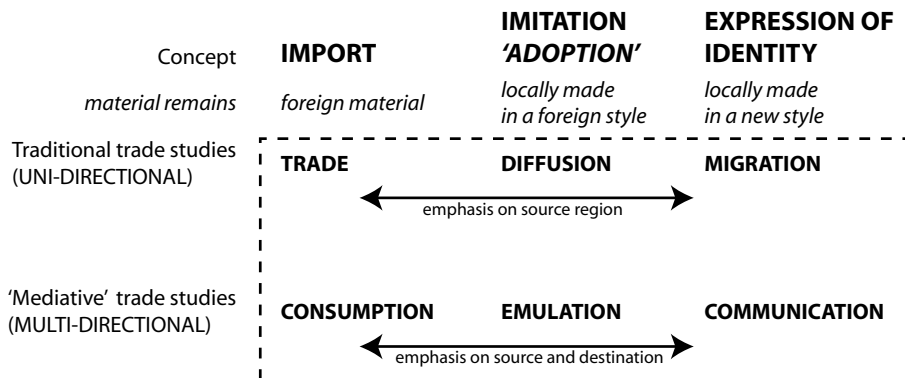 Concept
IMPORT
IMITATION
'ADOPTION'
EXPRESSION OF
IDENTITY
material remains
foreign material
locally made
in a foreign style
locally made
in a new style
Traditional trade studies
(UNI-DIRECTIONAL)
TRADE
DIFFUSION
MIGRATION
emphasis on source region
'Mediative' trade studies
(MULTI-DIRECTIONAL)
CONSUMPTION
EMULATION
COMMUNICATION
emphasis on source and destination